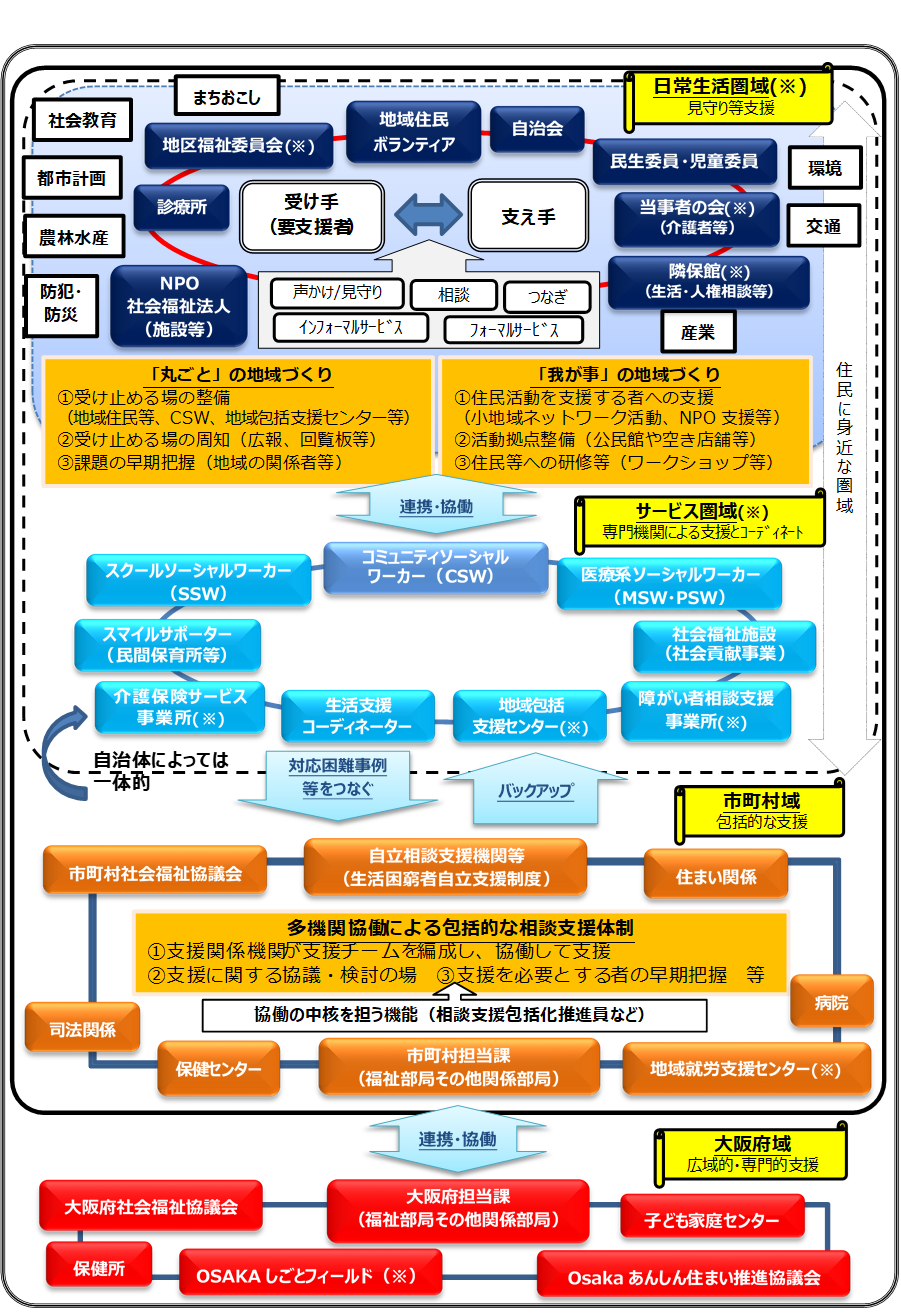 日常生活圏域(※)
見守り等支援
まちおこし
社会教育
地域住民
ボランティア
自治会
地区福祉委員会(※)
民生委員・児童委員
環境
都市計画
診療所
受け手
（要支援者）
支え手
当事者の会(※)
(介護者等)
交通
農林水産
隣保館(※)
(生活・人権相談等)
NPO
社会福祉法人
（施設等）
防犯・
防災
声かけ/見守り
相談
つなぎ
インフォーマルサービス
フォーマルサービス
産業
「丸ごと」の地域づくり
①受け止める場の整備
（地域住民等、CSW、地域包括支援センター等）
②受け止める場の周知（広報、回覧板等）
③課題の早期把握（地域の関係者等）
「我が事」の地域づくり
①住民活動を支援する者への支援
（小地域ネットワーク活動、NPO支援等）
②活動拠点整備（公民館や空き店舗等）
③住民等への研修等（ワークショップ等）
住民に身近な圏域
連携・協働
サービス圏域(※)
専門機関による支援とコーディネート
コミュニティソーシャル
ワーカー（CSW）
スクールソーシャルワーカー
（SSW）
医療系ソーシャルワーカー
（MSW・PSW）
スマイルサポーター
（民間保育所等）
社会福祉施設
（社会貢献事業）
介護保険サービス
事業所(※)
生活支援
コーディネーター
地域包括
支援センター(※)
障がい者相談支援
事業所(※)
自治体によっては
一体的
対応困難事例
等をつなぐ
バックアップ
市町村域
包括的な支援
市町村社会福祉協議会
自立相談支援機関等
（生活困窮者自立支援制度）
住まい関係
多機関協働による包括的な相談支援体制
①支援関係機関が支援チームを編成し、協働して支援
②支援に関する協議・検討の場　③支援を必要とする者の早期把握　等
協働の中核を担う機能（相談支援包括化推進員など）
病院
司法関係
保健センター
市町村担当課
（福祉部局その他関係部局）
地域就労支援センター(※)
連携・協働
大阪府域
広域的・専門的支援
大阪府社会福祉協議会
大阪府担当課
（福祉部局その他関係部局）
子ども家庭センター
保健所
OSAKAしごとフィールド（※）
Osakaあんしん住まい推進協議会